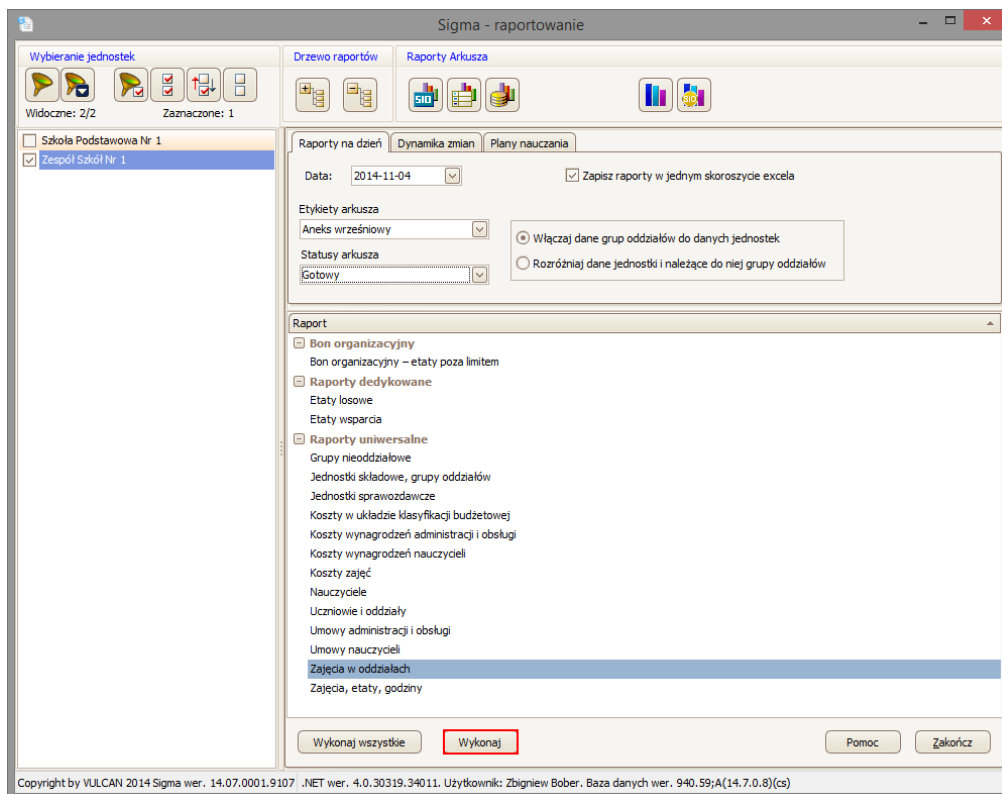 Sigma - raportowanie
Wybieranie jednostek
Drzewo raportów
Raporty Arkusza
SIO
SIO
Widoczne: 2/2
Zaznaczone: 1
Szkoła Podstawowa Nr 1
Zespół Szkół Nr 1
Raporty na dzień
Dynamika zmian
Plany nauczania
Data:
2014-11-04
Zapisz raporty w jednym skoroszycie excela
Etykiety arkusza
Aneks wrześniowy
Włączaj dane grup oddziałów do danych jednostek
Statusy arkusza
Rozróżniaj dane jednostki i należące do niej grupy oddziałów
Gotowy
Raport
Bon organizacyjny
Bon organizacyjny – etaty poza limitem
Raporty dedykowane
Etaty losowe
Etaty wsparcia
Raporty uniwersalne
Grupy nieoddziałowe
Jednostki składowe, grupy oddziałów
Jednostki sprawozdawcze
Koszty w układzie klasyfikacji budżetowej
Koszty wynagrodzeń administracji i obsługi
Koszty wynagrodzeń nauczycieli
Koszty zajęć
Nauczyciele
Uczniowie i oddziały
Umowy administracji i obsługi
Umowy nauczycieli
Zajęcia w oddziałach
Zajęcia, etaty, godziny
Wykonaj wszystkie
Wykonaj
Pomoc
Zakończ
Copyright by VULCAN 2014 Sigma wer. 14.07.0001.9107 .NET wer. 4.0.30319.34011. Użytkownik: Zbigniew Bober. Baza danych wer. 940.59;A(14.7.0.8)(cs)